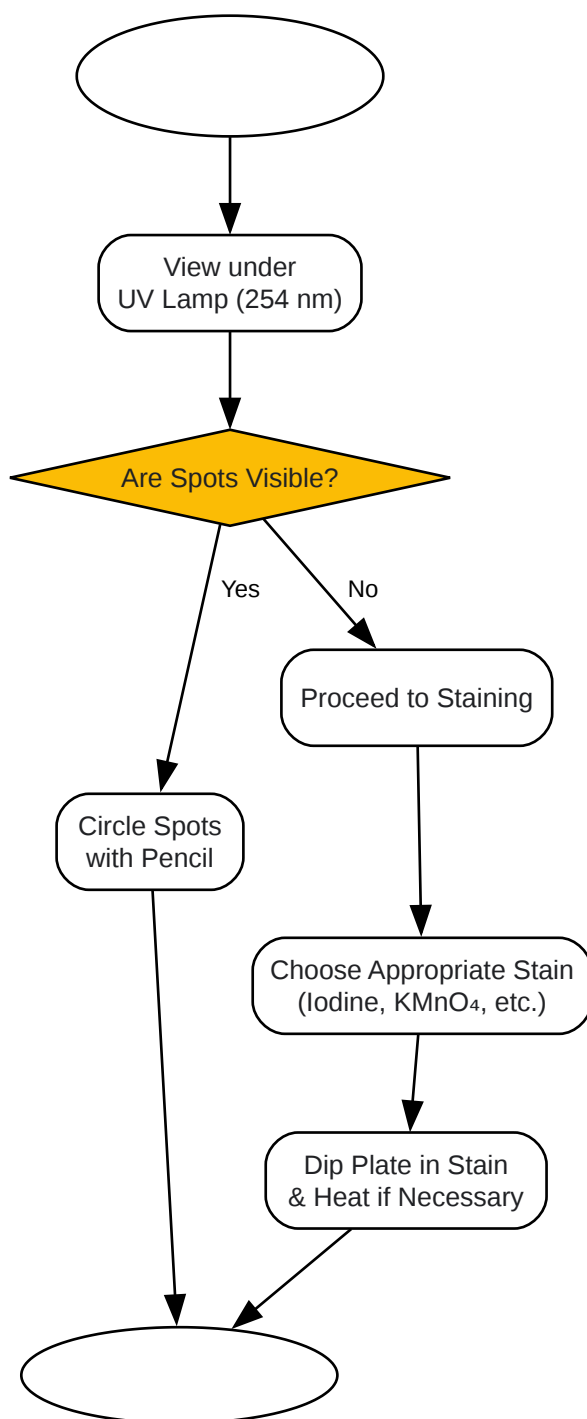 View under
UV Lamp (254 nm)
Are Spots Visible?
Yes
No
Proceed to Staining
Circle Spots
with Pencil
Choose Appropriate Stain
(Iodine, KMnO₄, etc.)
Dip Plate in Stain
& Heat if Necessary